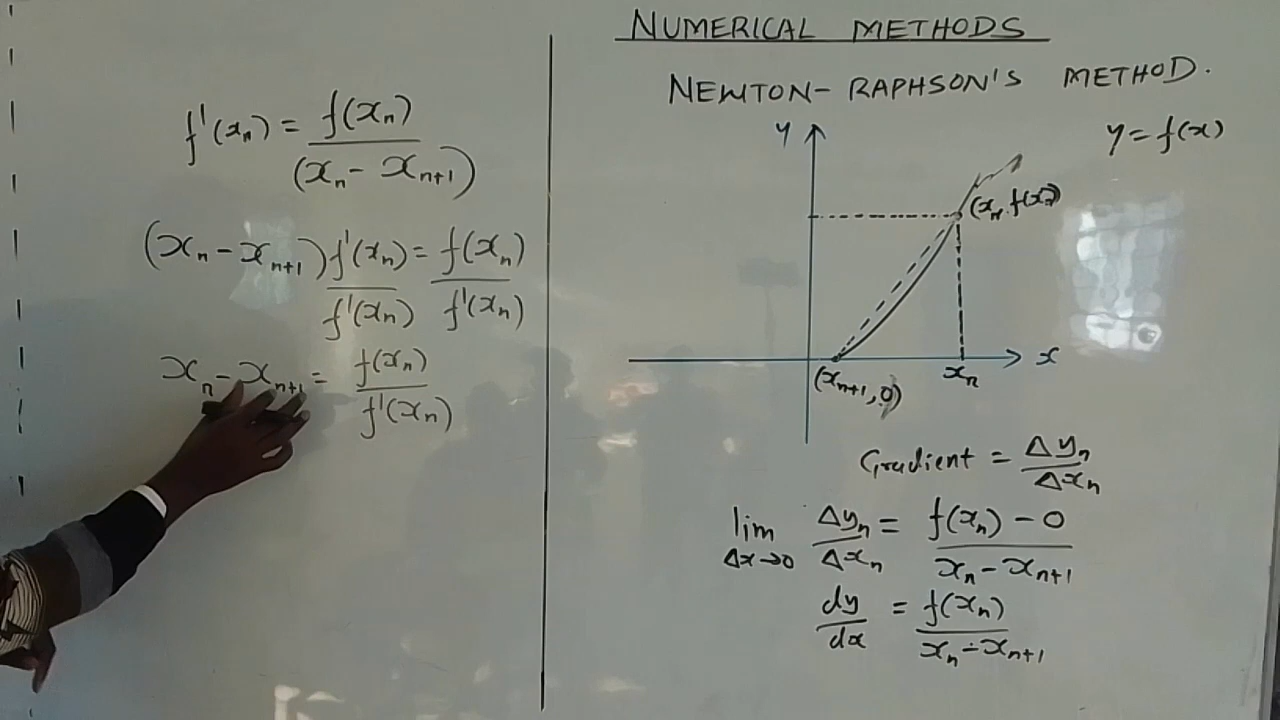 NUMERICAL METHODS
NEWTON-RAPHSON'S METHOD.
y = f(x)
y
(xₙ, f(x))
x
(xₙ₊₁, 0)
xₙ
Gradient = Δyₙ/Δxₙ
lim Δx→0 Δyₙ/Δxₙ = (f(xₙ) - 0)/(xₙ - xₙ₊₁)
dy/dx = f(xₙ)/(xₙ - xₙ₊₁)
f'(xₙ) = f(xₙ)/(xₙ - xₙ₊₁)
(xₙ - xₙ₊₁) f'(xₙ)/f'(xₙ) = f(xₙ)/f'(xₙ)
xₙ - xₙ₊₁ = f(xₙ)/f'(xₙ)